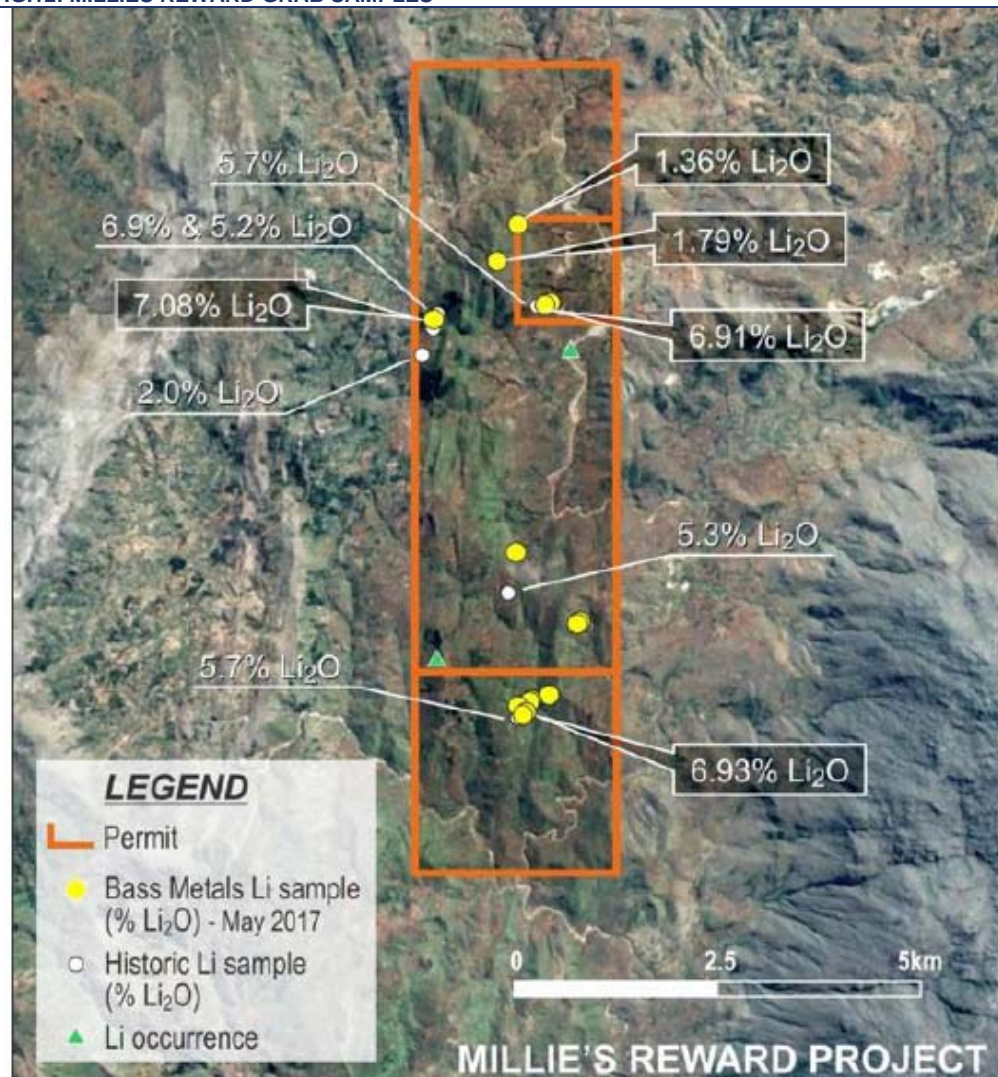 5.7% Li₂O
1.36% Li₂O
6.9% & 5.2% Li₂O
1.79% Li₂O
7.08% Li₂O
6.91% Li₂O
2.0% Li₂O
5.3% Li₂O
5.7% Li₂O
6.93% Li₂O
LEGEND
Permit
Bass Metals Li sample
(% Li₂O) - May 2017
Historic Li sample
(% Li₂O)
Li occurrence
0 2.5 5km
MILLIE'S REWARD PROJECT